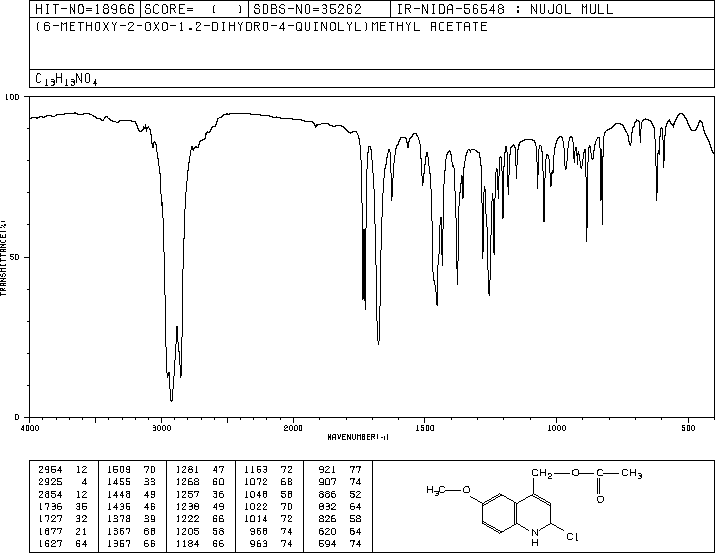 HIT-NO=18966 SCORE= ( ) SDBS-NO=35262 IR-NIDA-56548 : NUJOL MULL
(6-METHOXY-2-OXO-1,2-DIHYDRO-4-QUINOLYL)METHYL ACETATE
C13H13NO4
100
50
0
TRANSMITTANCE(%)
4000 3000 2000 1500 1000 500
WAVENUMBER(-1)
2964 12 1509 70 1281 47 1153 72 921 77
2925 4 1455 33 1268 60 1072 68 907 74
2854 12 1448 49 1257 36 1048 58 886 52
1736 35 1436 46 1238 49 1022 70 832 64
1727 32 1378 39 1222 66 1014 72 826 58
1677 21 1367 68 1205 58 968 74 620 64
1627 64 1357 66 1184 66 963 74 594 74
CH2 O C CH3
O
H3C O
N
H
Cl